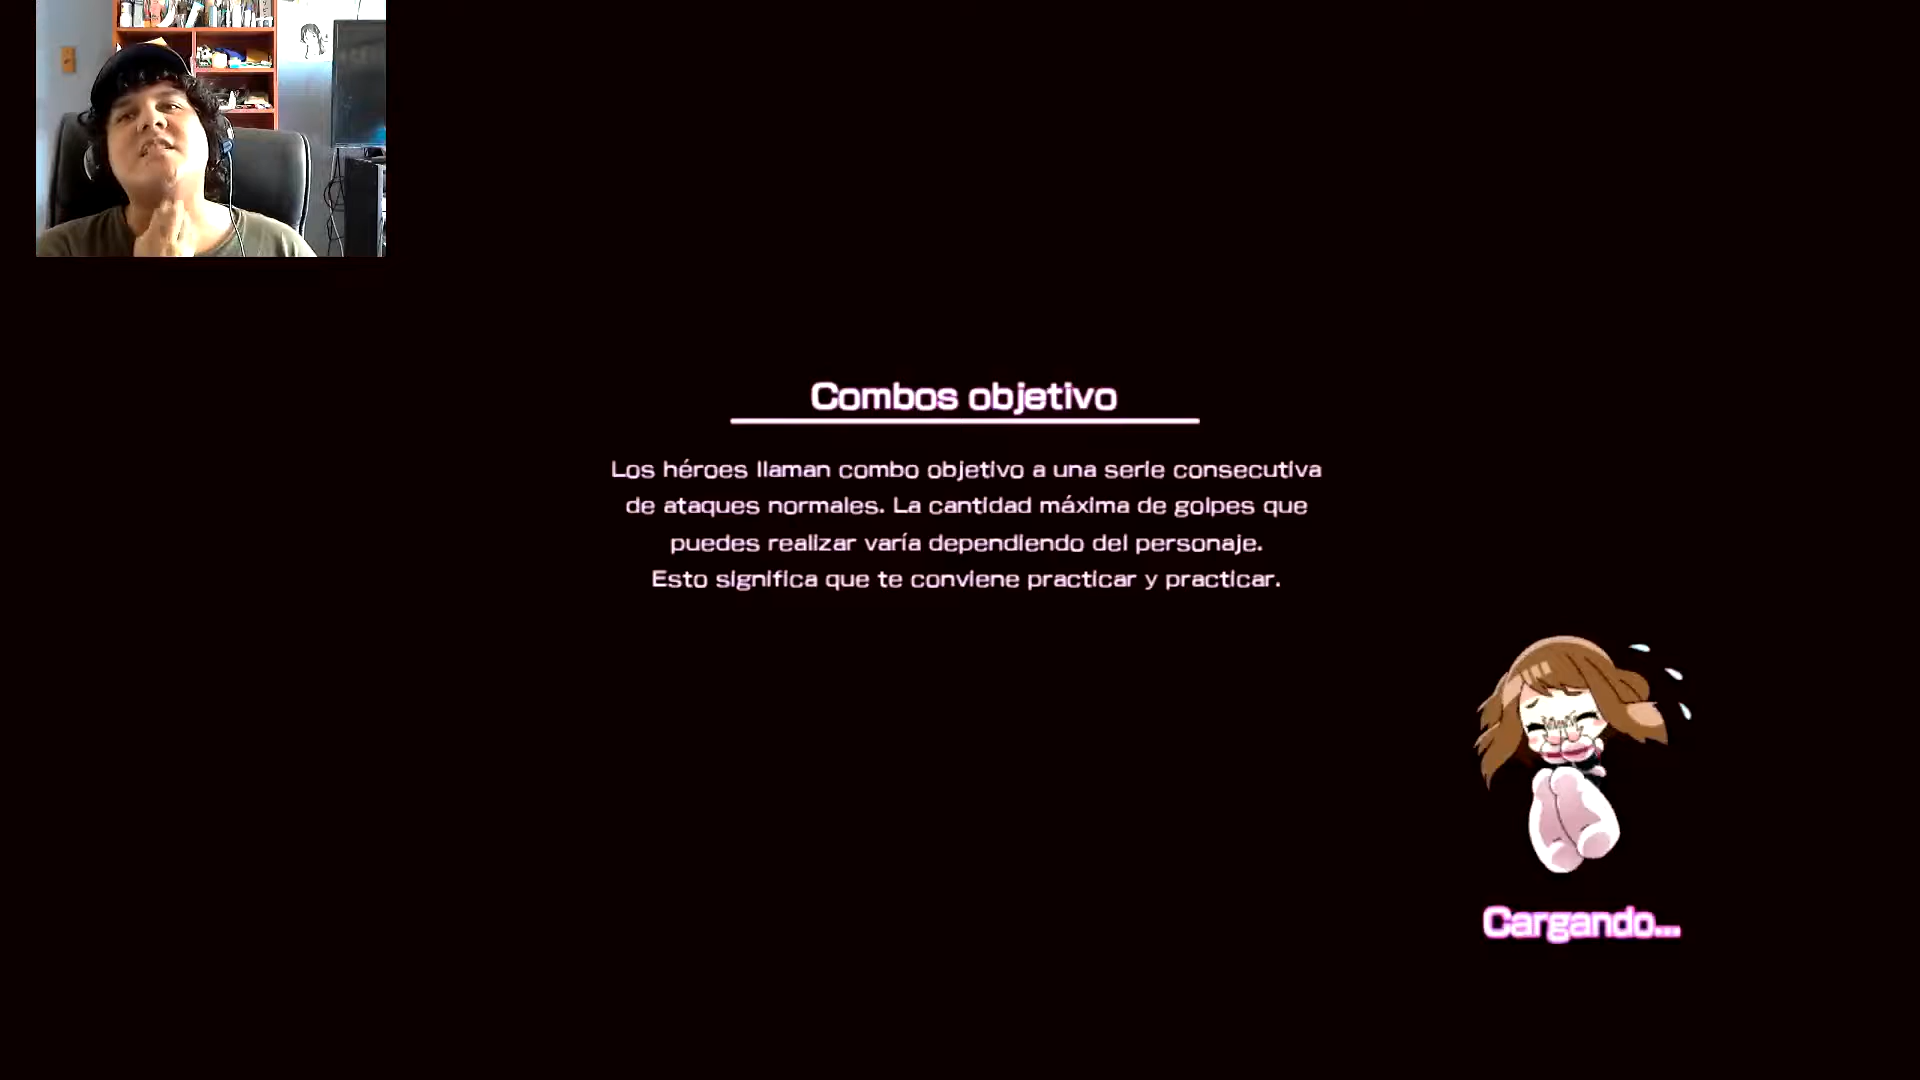 Combos objetivo
Los héroes llaman combo objetivo a una serie consecutiva
de ataques normales. La cantidad máxima de golpes que
puedes realizar varía dependiendo del personaje.
Esto significa que te conviene practicar y practicar.
Cargando...